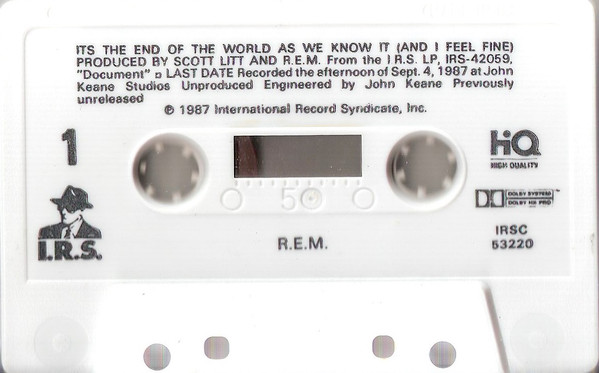 ITS THE END OF THE WORLD AS WE KNOW IT (AND I FEEL FINE)
PRODUCED BY SCOTT LITT AND R.E.M. From the I.R.S. LP, IRS-42059,
"Document" ▫ LAST DATE Recorded the afternoon of Sept. 4, 1987 at John
Keane Studios Unproduced Engineered by John Keane Previously
unreleased
℗ 1987 International Record Syndicate, Inc.
1
HiQ
HIGH QUALITY
50
DOLBY SYSTEM™
DOLBY HX PRO
I.R.S.
R.E.M.
IRSC
53220